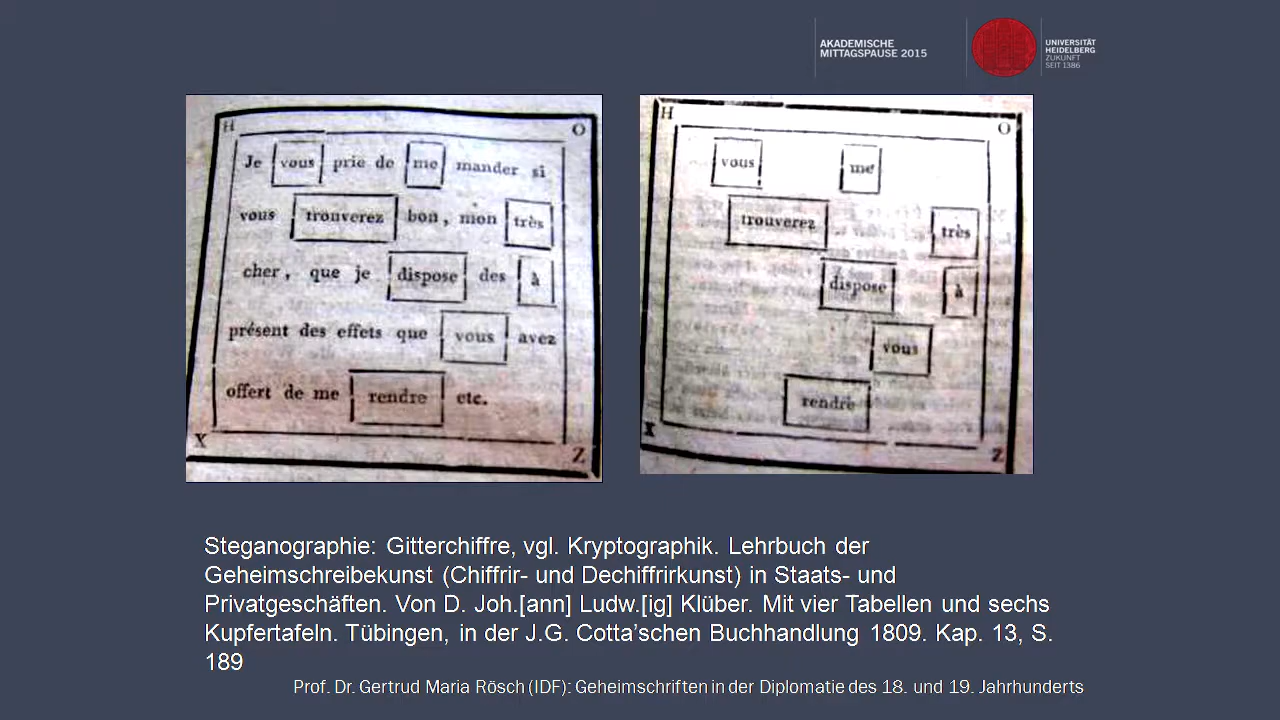 AKADEMISCHE
MITTAGSPAUSE 2015
UNIVERSITÄT
HEIDELBERG
ZUKUNFT
SEIT 1386
H O
Je vous prie de me mander si
vous trouverez bon, mon très
cher, que je dispose des à
présent des effets que vous avez
offert de me rendre etc.
X Z
H O
vous me
trouverez très
dispose à
vous
rendre
X Z
Steganographie: Gitterchiffre, vgl. Kryptographik. Lehrbuch der
Geheimschreibekunst (Chiffrir- und Dechiffrirkunst) in Staats- und
Privatgeschäften. Von D. Joh.[ann] Ludw.[ig] Klüber. Mit vier Tabellen und sechs
Kupfertafeln. Tübingen, in der J.G. Cotta’schen Buchhandlung 1809. Kap. 13, S.
189
Prof. Dr. Gertrud Maria Rösch (IDF): Geheimschriften in der Diplomatie des 18. und 19. Jahrhunderts